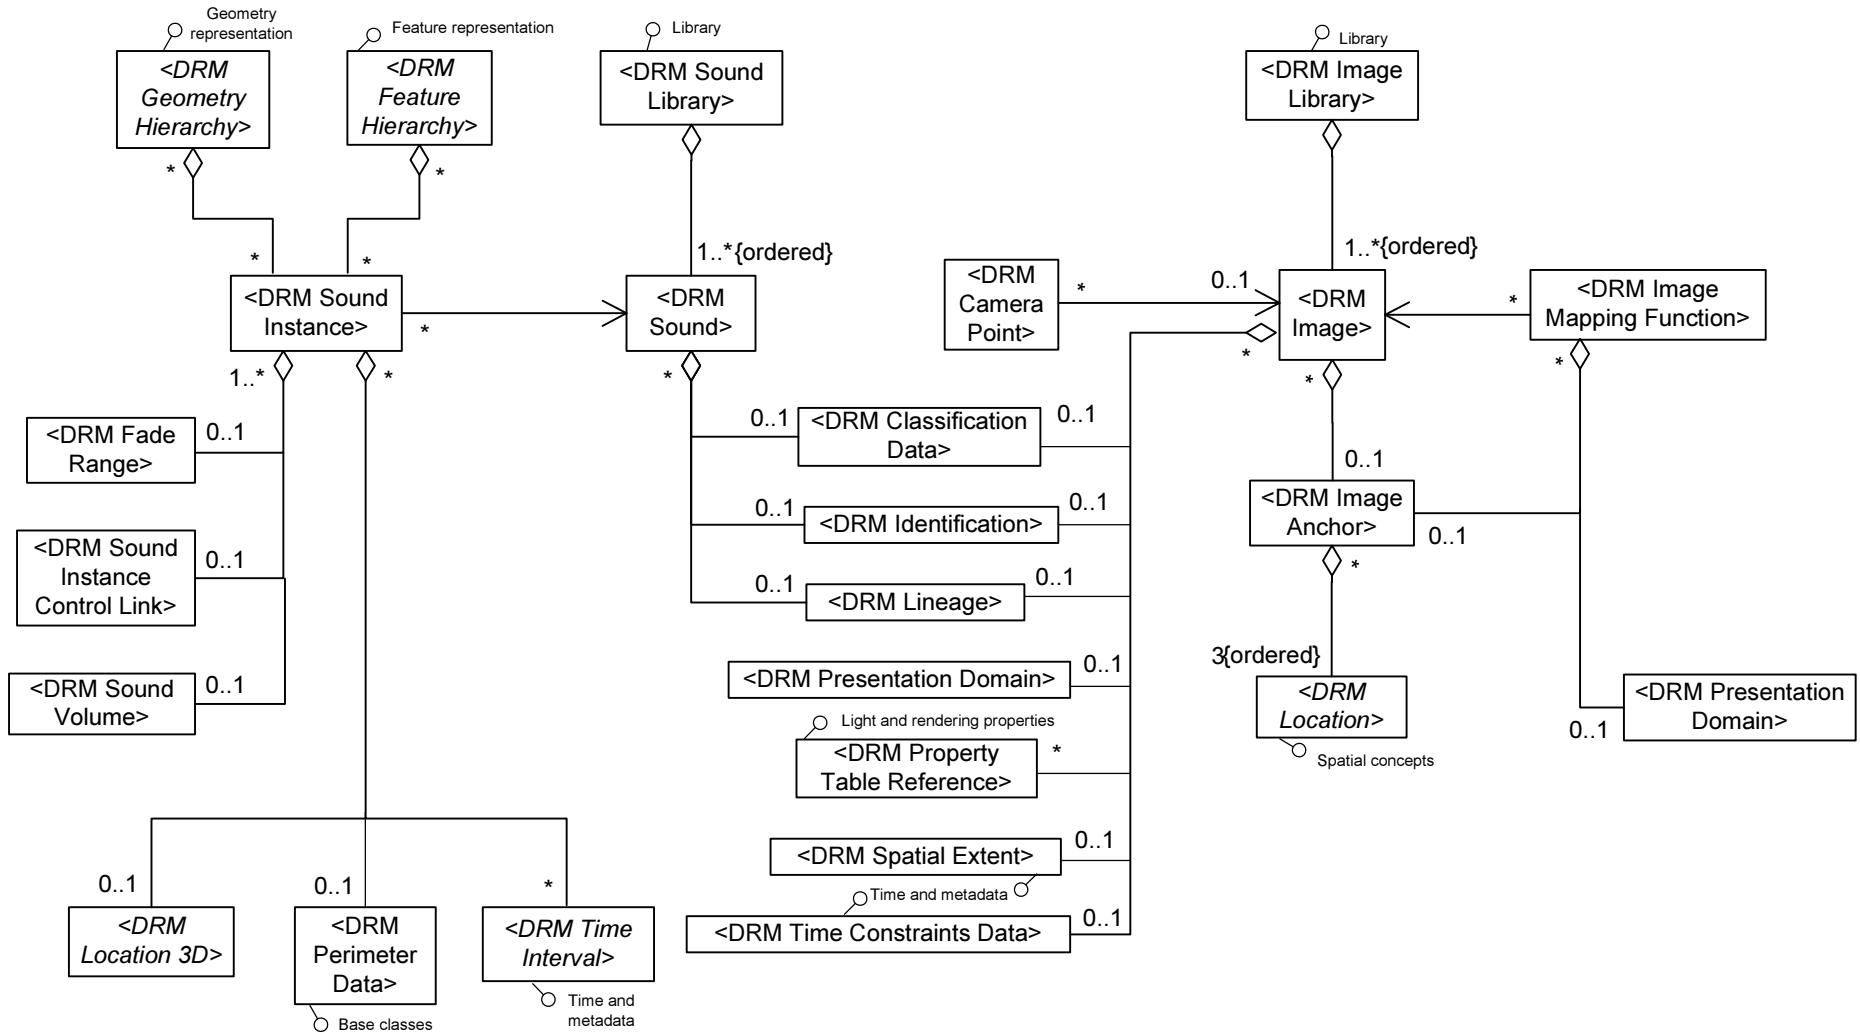 Geometry
representation
Feature representation
Library
Library
<DRM
Geometry
Hierarchy>
<DRM
Feature
Hierarchy>
<DRM Sound
Library>
<DRM Image
Library>
*
*
1..*{ordered}
1..*{ordered}
*
*
<DRM Sound
Instance>
*
<DRM
Sound>
<DRM
Camera
Point>
*
0..1
<DRM
Image>
*
<DRM Image
Mapping Function>
1..*
*
*
*
*
*
<DRM Fade
Range>
0..1
0..1
<DRM Classification
Data>
0..1
0..1
<DRM Image
Anchor>
0..1
<DRM Sound
Instance
Control Link>
0..1
0..1
<DRM Identification>
0..1
*
0..1
<DRM Lineage>
0..1
<DRM Sound
Volume>
0..1
<DRM Presentation Domain>
0..1
3{ordered}
<DRM
Location>
Spatial concepts
0..1
<DRM Presentation
Domain>
Light and rendering properties
<DRM Property
Table Reference>
*
<DRM Spatial Extent>
0..1
Time and metadata
<DRM Time Constraints Data>
0..1
0..1
0..1
*
<DRM
Location 3D>
<DRM
Perimeter
Data>
<DRM Time
Interval>
Base classes
Time and
metadata